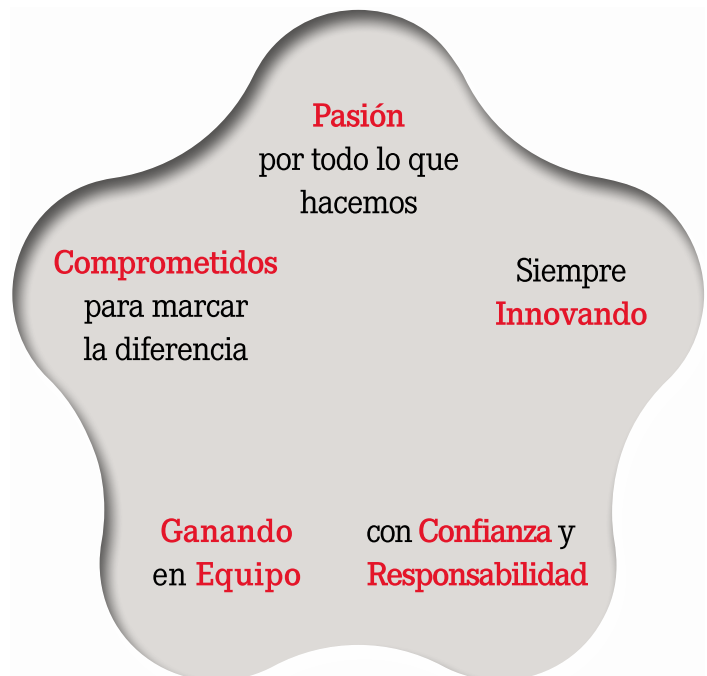 Pasión
por todo lo que
hacemos
Comprometidos
para marcar
la diferencia
Siempre
Innovando
Ganando
en Equipo
con Confianza y
Responsabilidad